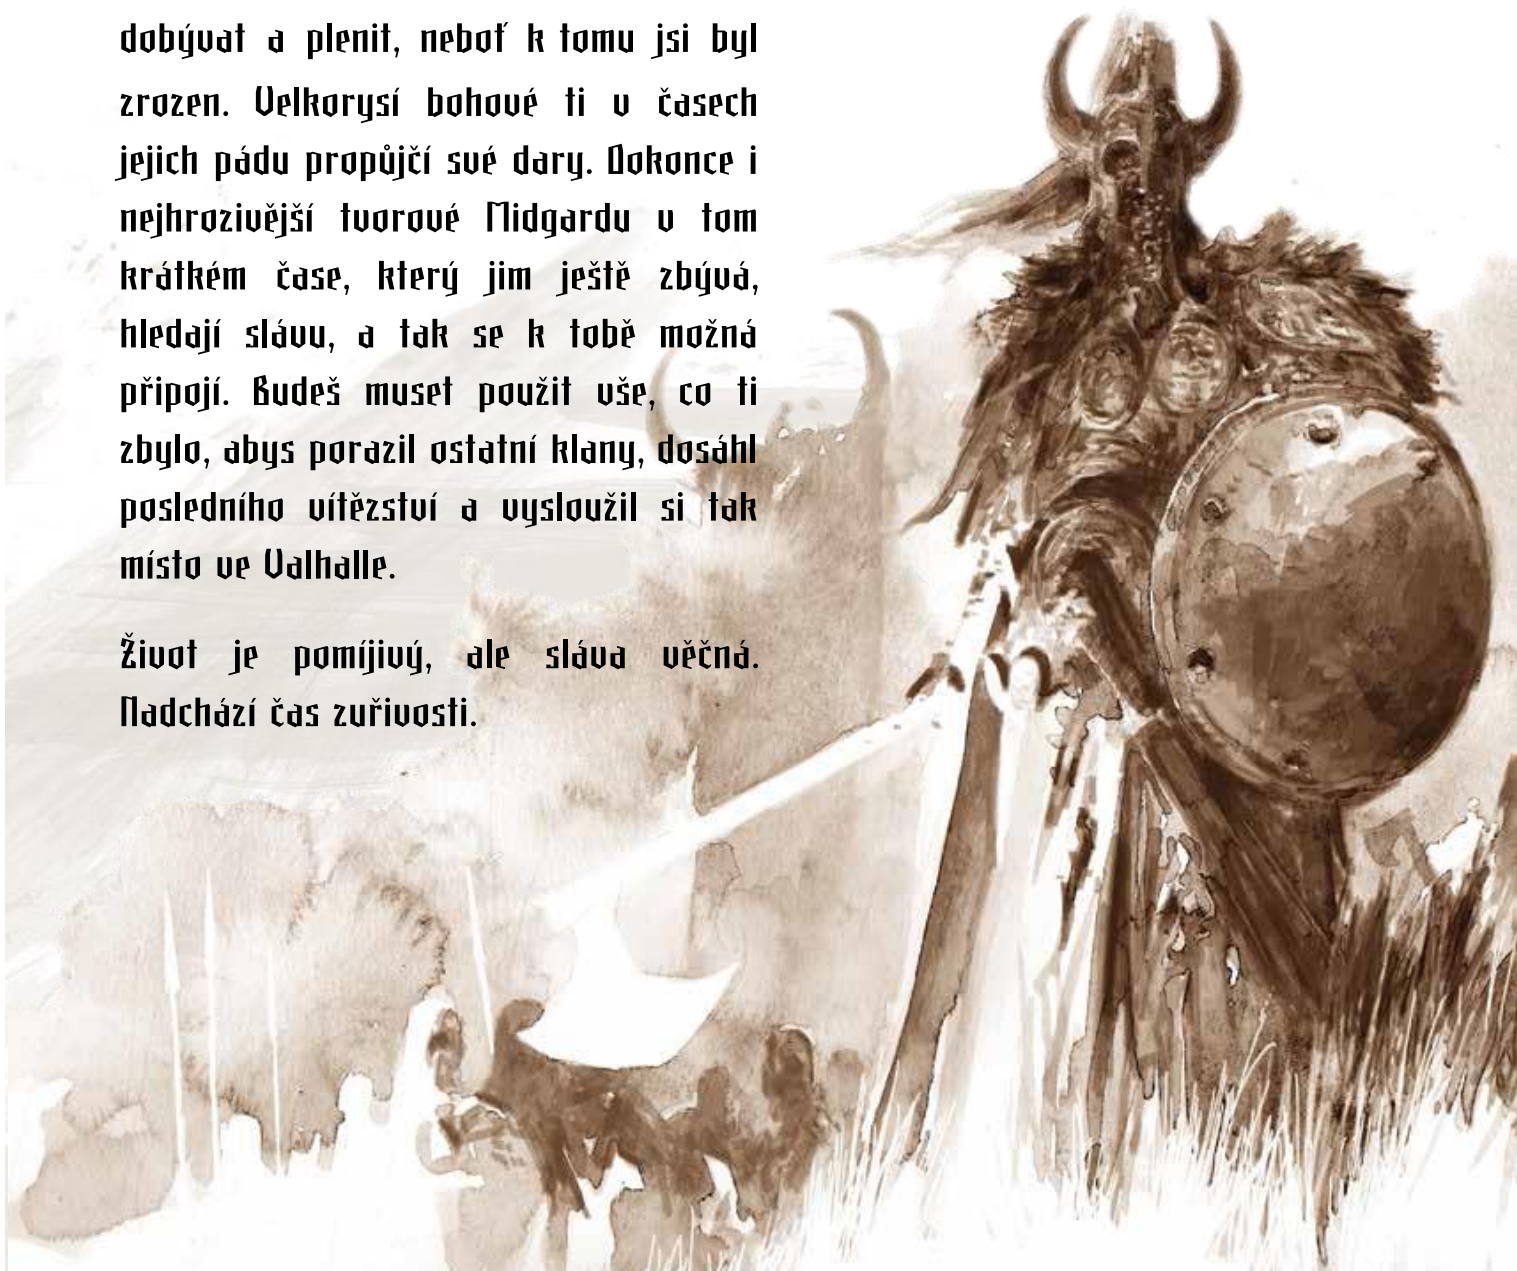 dobývat a plenit, neboť k tomu jsi byl
zrozen. Velkorysí bohové ti v časech
jejich pádu propůjčí své dary. Dokonce i
nejhrozivější tvorové Midgardu v tom
krátkém čase, který jim ještě zbývá,
hledají slávu, a tak se k tobě možná
připojí. Budeš muset použít vše, co ti
zbylo, abys porazil ostatní klany, dosáhl
posledního vítězství a vysloužil si tak
místo ve Valhalle.
Život je pomíjivý, ale sláva věčná.
Nadchází čas zuřivosti.